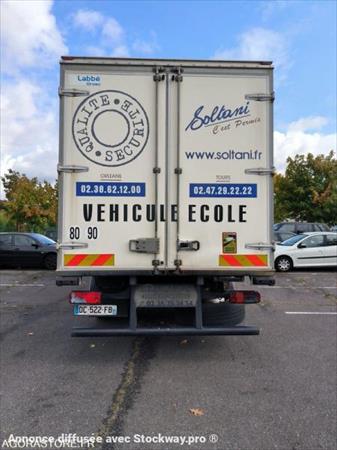 Labbé
Gruau
QUALITE SECURITE
Soltani
C'est Permis
www.soltani.fr
ORLEANS
TOURS
02.38.62.12.00
02.47.29.22.22
VEHICULE ECOLE
80 90
DC 522 FB
Annonce diffusée avec Stockway.pro ®
AGORASTORE.FR